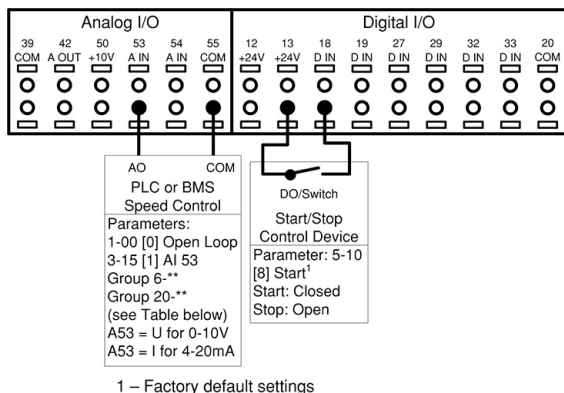 Analog I/O
Digital I/O
39 42 50 53 54 55 12 13 18 19 27 29 32 33 20
COM A OUT +10V A IN A IN COM +24V +24V D IN D IN D IN D IN D IN D IN COM
AO COM
PLC or BMS
Speed Control
Parameters:
1-00 [0] Open Loop
3-15 [1] AI 53
Group 6-**
Group 20-**
(see Table below)
A53 = U for 0-10V
A53 = I for 4-20mA
DO/Switch
Start/Stop
Control Device
Parameter: 5-10
[8] Start¹
Start: Closed
Stop: Open
1 – Factory default settings